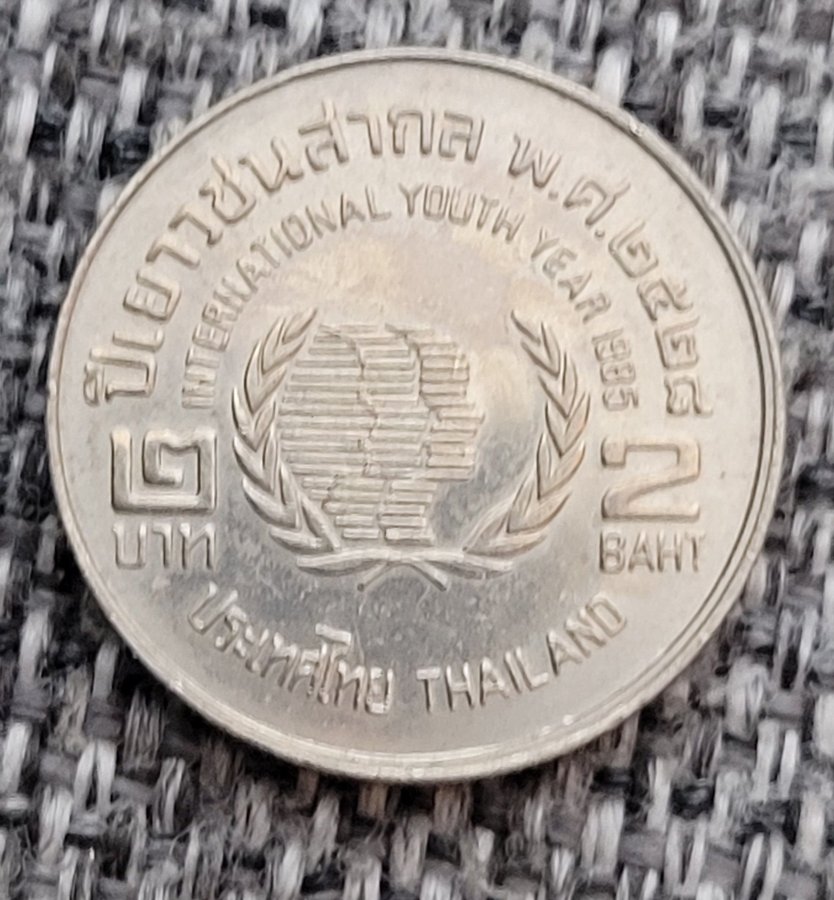 ปีเยาวชนสากล พ.ศ.๒๕๒๘
INTERNATIONAL YOUTH YEAR 1985
๒ บาท
2 BAHT
ประเทศไทย THAILAND